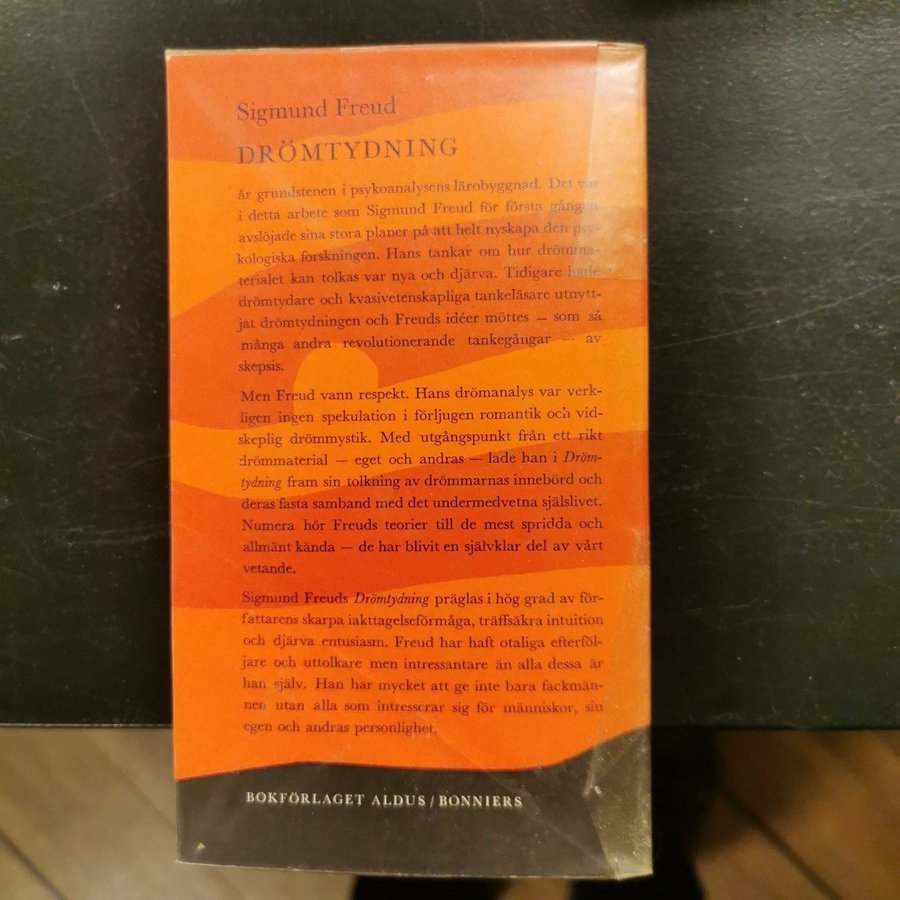 Sigmund Freud
DRÖMTYDNING
är grundstenen i psykoanalysens lärobyggnad. Det var
i detta arbete som Sigmund Freud för första gången
avslöjade sina stora planer på att helt nyskapa den psy-
kologiska forskningen. Hans tankar om hur drömma-
terialet kan tolkas var nya och djärva. Tidigare hade
drömtydare och kvasivetenskapliga tankeläsare utnytt-
jat drömtydningen och Freuds idéer möttes — som så
många andra revolutionerande tankegångar — av
skepsis.
Men Freud vann respekt. Hans drömanalys var verk-
ligen ingen spekulation i förljugen romantik och vid-
skeplig drömmystik. Med utgångspunkt från ett rikt
drömmaterial — eget och andras — lade han i Dröm-
tydning fram sin tolkning av drömmarnas innebörd och
deras fasta samband med det undermedvetna själslivet.
Numera hör Freuds teorier till de mest spridda och
allmänt kända — de har blivit en självklar del av vårt
vetande.
Sigmund Freuds Drömtydning präglas i hög grad av för-
fattarens skarpa iakttagelseförmåga, träffsäkra intuition
och djärva entusiasm. Freud har haft otaliga efterföl-
jare och uttolkare men intressantare än alla dessa är
han själv. Han har mycket att ge inte bara fackmän-
nen utan alla som intresserar sig för människor, sin
egen och andras personlighet.
BOKFÖRLAGET ALDUS / BONNIERS